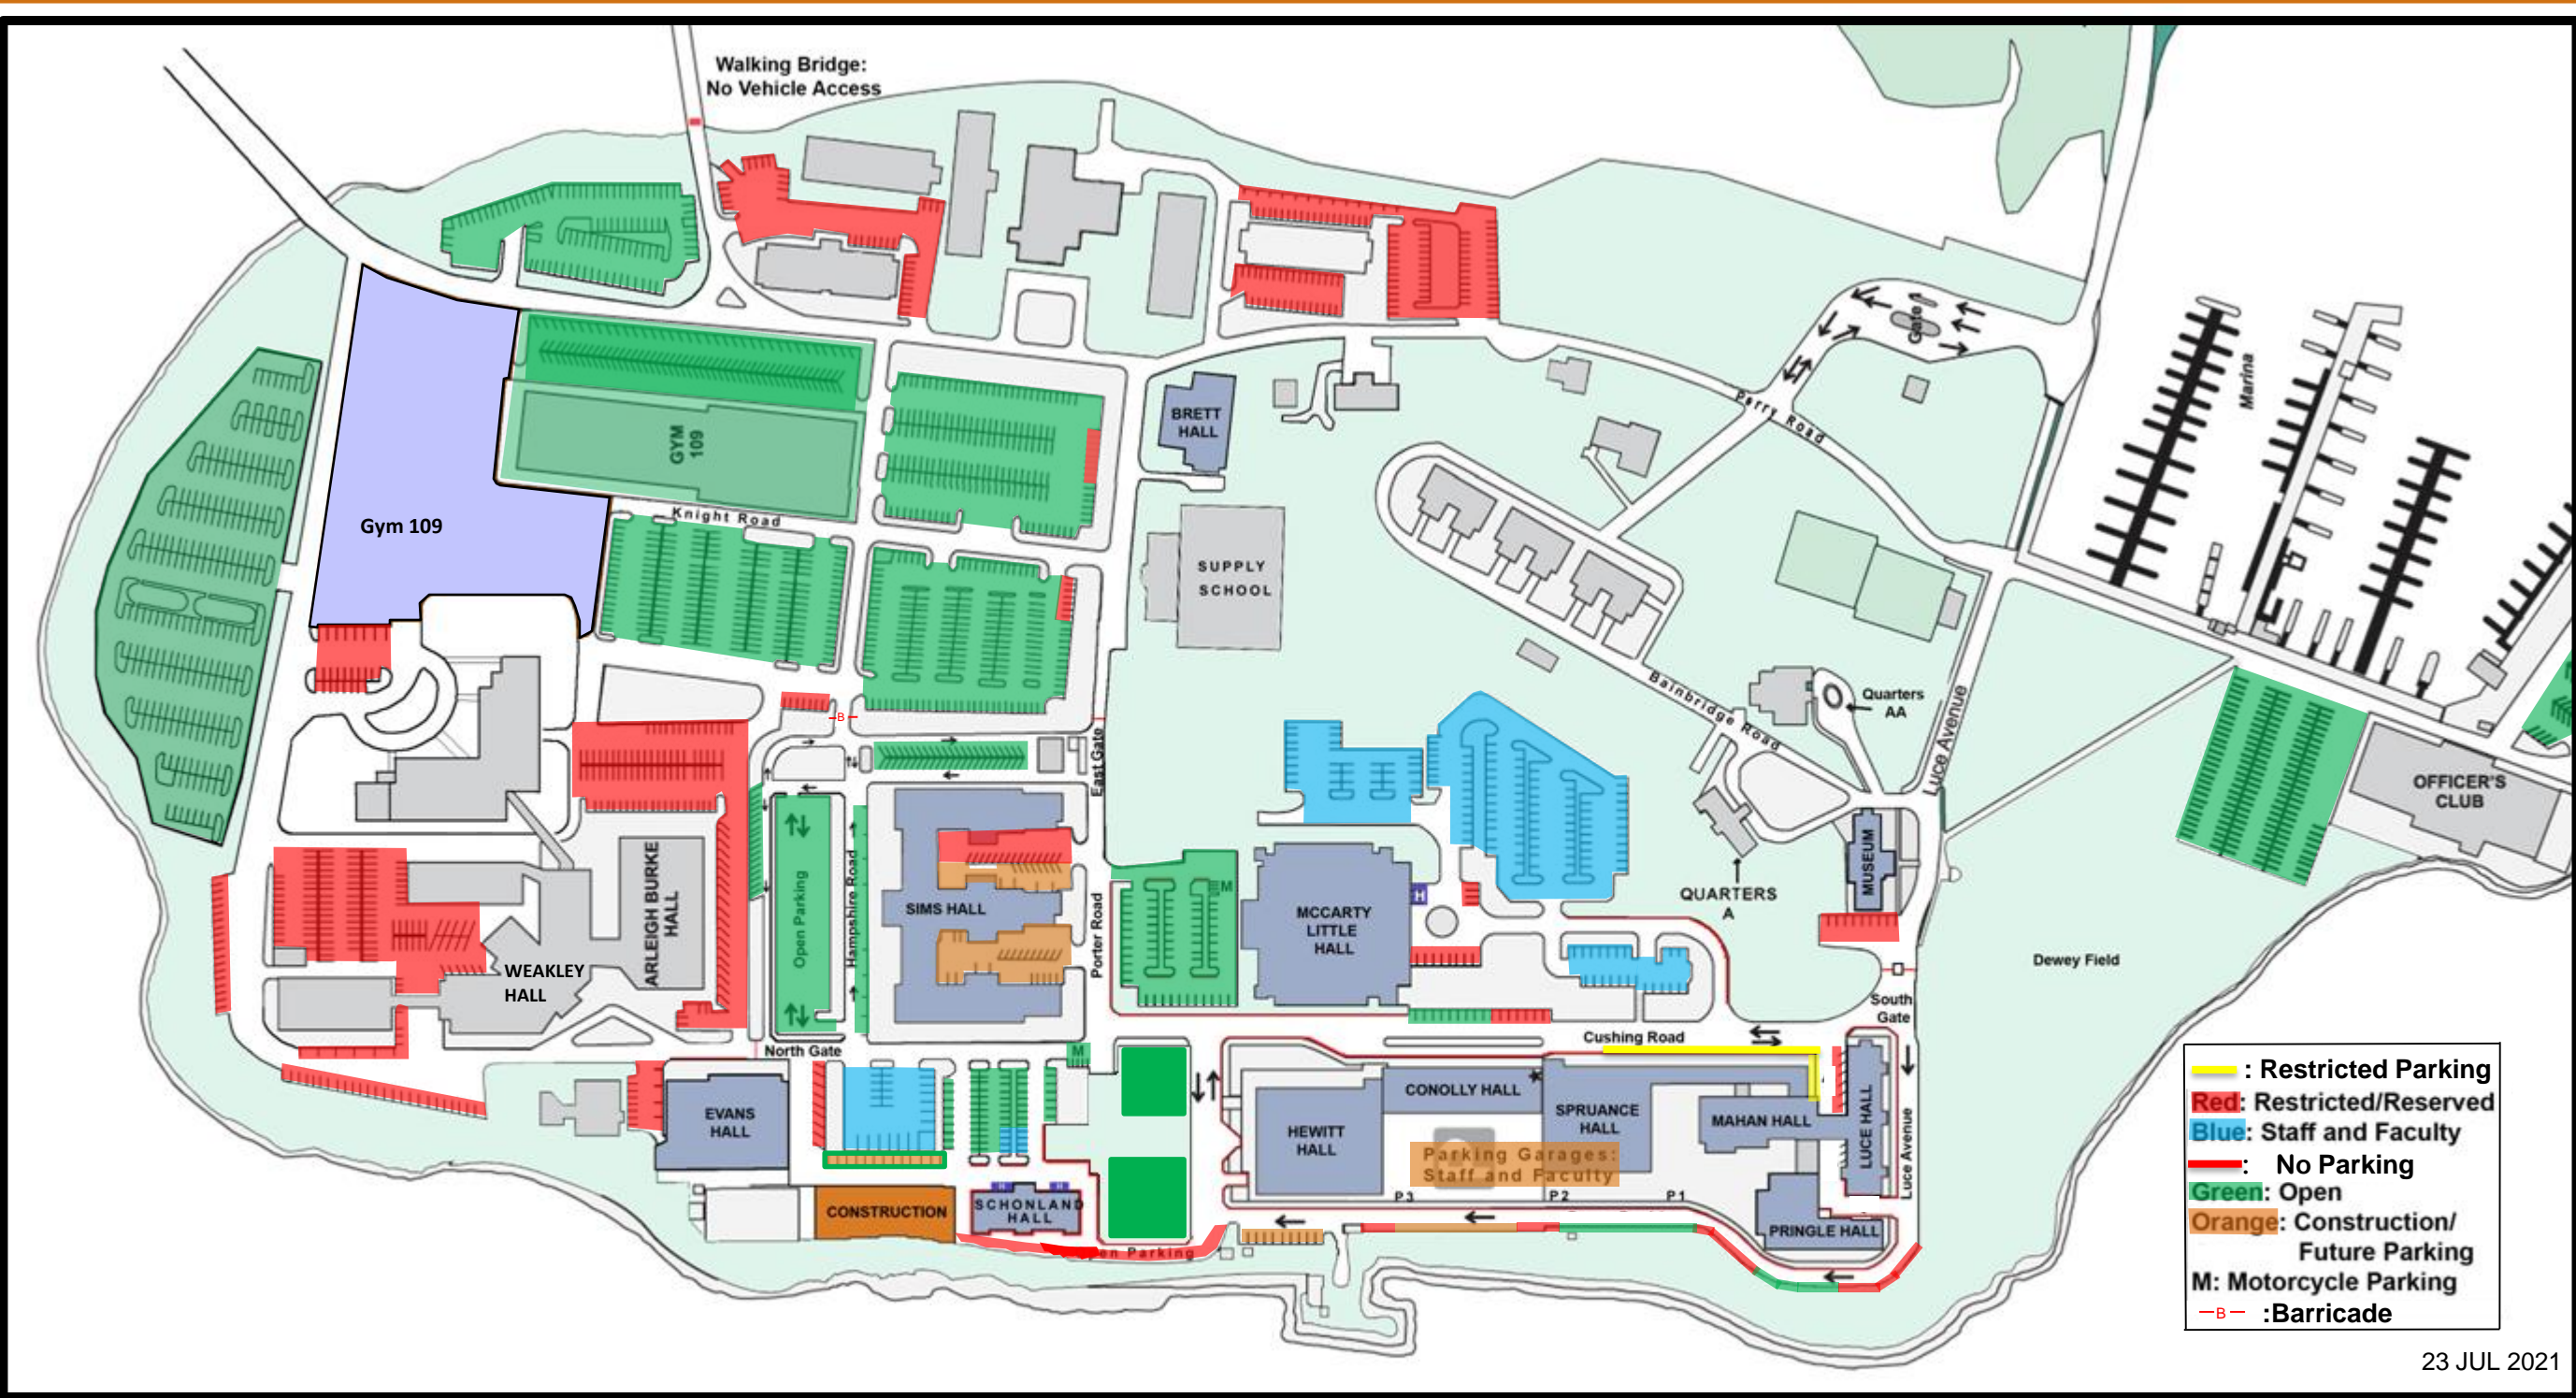 Walking Bridge:
No Vehicle Access
Gate
Marina
Perry Road
BRETT
HALL
GYM
109
Gym 109
Knight Road
SUPPLY
SCHOOL
Bainbridge Road
Quarters
AA
Luce Avenue
OFFICER'S
CLUB
B
East Gate
MUSEUM
QUARTERS
A
Open Parking
Hampshire Road
SIMS HALL
Porter Road
M
H
MCCARTY
LITTLE
HALL
ARLEIGH BURKE
HALL
WEAKLEY
HALL
Dewey Field
South
Gate
Cushing Road
North Gate
M
EVANS
HALL
CONOLLY HALL
HEWITT
HALL
SPRUANCE
HALL
MAHAN HALL
LUCE HALL
Luce Avenue
Parking Garages:
Staff and Faculty
P3
P2
P1
CONSTRUCTION
H H
SCHONLAND
HALL
PRINGLE HALL
en Parking
: Restricted Parking
Red: Restricted/Reserved
Blue: Staff and Faculty
: No Parking
Green: Open
Orange: Construction/
Future Parking
M: Motorcycle Parking
B :Barricade
23 JUL 2021